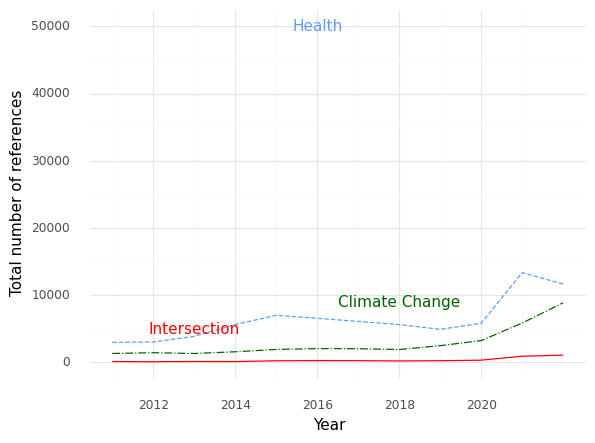 50000
Health
40000
30000
20000
10000
Climate Change
Intersection
0
2012
2014
2016
2018
2020
Year
Total number of references